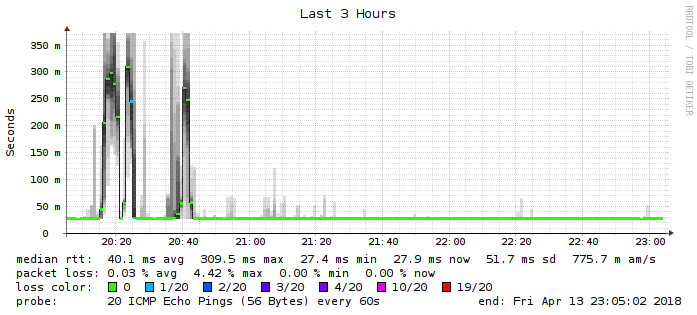 Last 3 Hours
RRDTOOL / TOBI OETIKER
Seconds
350 m
300 m
250 m
200 m
150 m
100 m
50 m
0
20:20 20:40 21:00 21:20 21:40 22:00 22:20 22:40 23:00
median rtt: 40.1 ms avg 309.5 ms max 27.4 ms min 27.9 ms now 51.7 ms sd 775.7 m am/s
packet loss: 0.03 % avg 4.42 % max 0.00 % min 0.00 % now
loss color: 0 1/20 2/20 3/20 4/20 10/20 19/20
probe: 20 ICMP Echo Pings (56 Bytes) every 60s end: Fri Apr 13 23:05:02 2018